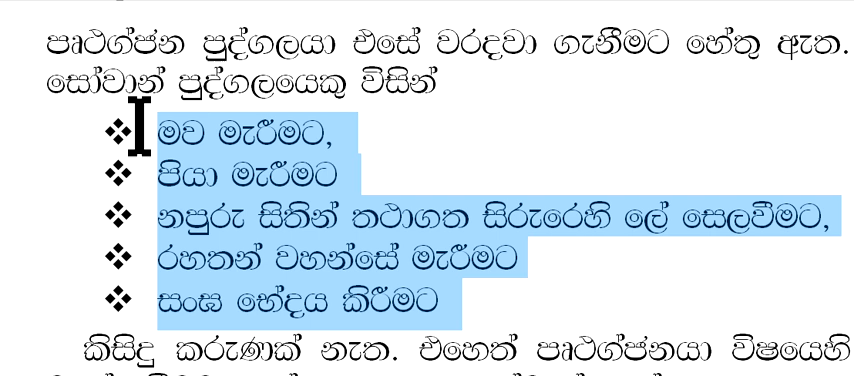 පෘථග්ජන පුද්ගලයා එසේ වරදවා ගැනීමට හේතු ඇත.
සෝවාන් පුද්ගලයෙකු විසින්
❖ මව මැරීමට,
❖ පියා මැරීමට
❖ නපුරු සිතින් තථාගත සිරුරෙහි ලේ සෙලවීමට,
❖ රහතන් වහන්සේ මැරීමට
❖ සංඝ භේදය කිරීමට
කිසිදු කරුණක් නැත. එහෙත් පෘථග්ජනයා විෂයෙහි